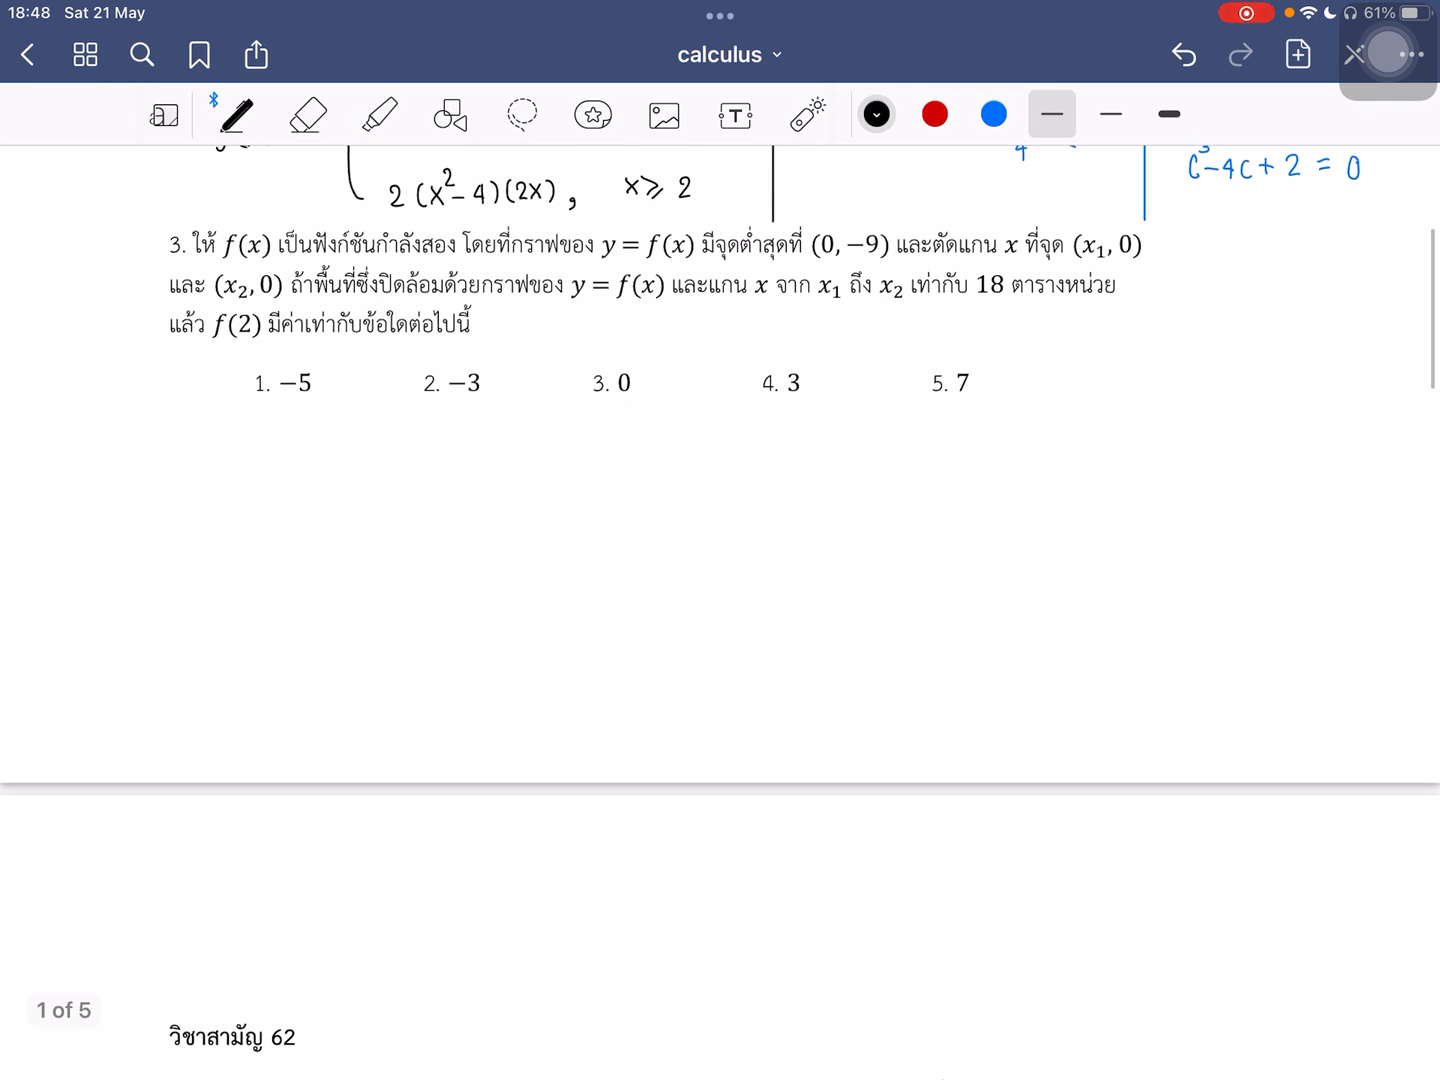 18:48 Sat 21 May
61%
calculus
T
2 (x² - 4)(2x), x ≥ 2
4
c³ - 4c + 2 = 0
3. ให้ f(x) เป็นฟังก์ชันกำลังสอง โดยที่กราฟของ y = f(x) มีจุดต่ำสุดที่ (0, −9) และตัดแกน x ที่จุด (x₁, 0)
และ (x₂, 0) ถ้าพื้นที่ซึ่งปิดล้อมด้วยกราฟของ y = f(x) และแกน x จาก x₁ ถึง x₂ เท่ากับ 18 ตารางหน่วย
แล้ว f(2) มีค่าเท่ากับข้อใดต่อไปนี้
1. −5 2. −3 3. 0 4. 3 5. 7
1 of 5
วิชาสามัญ 62